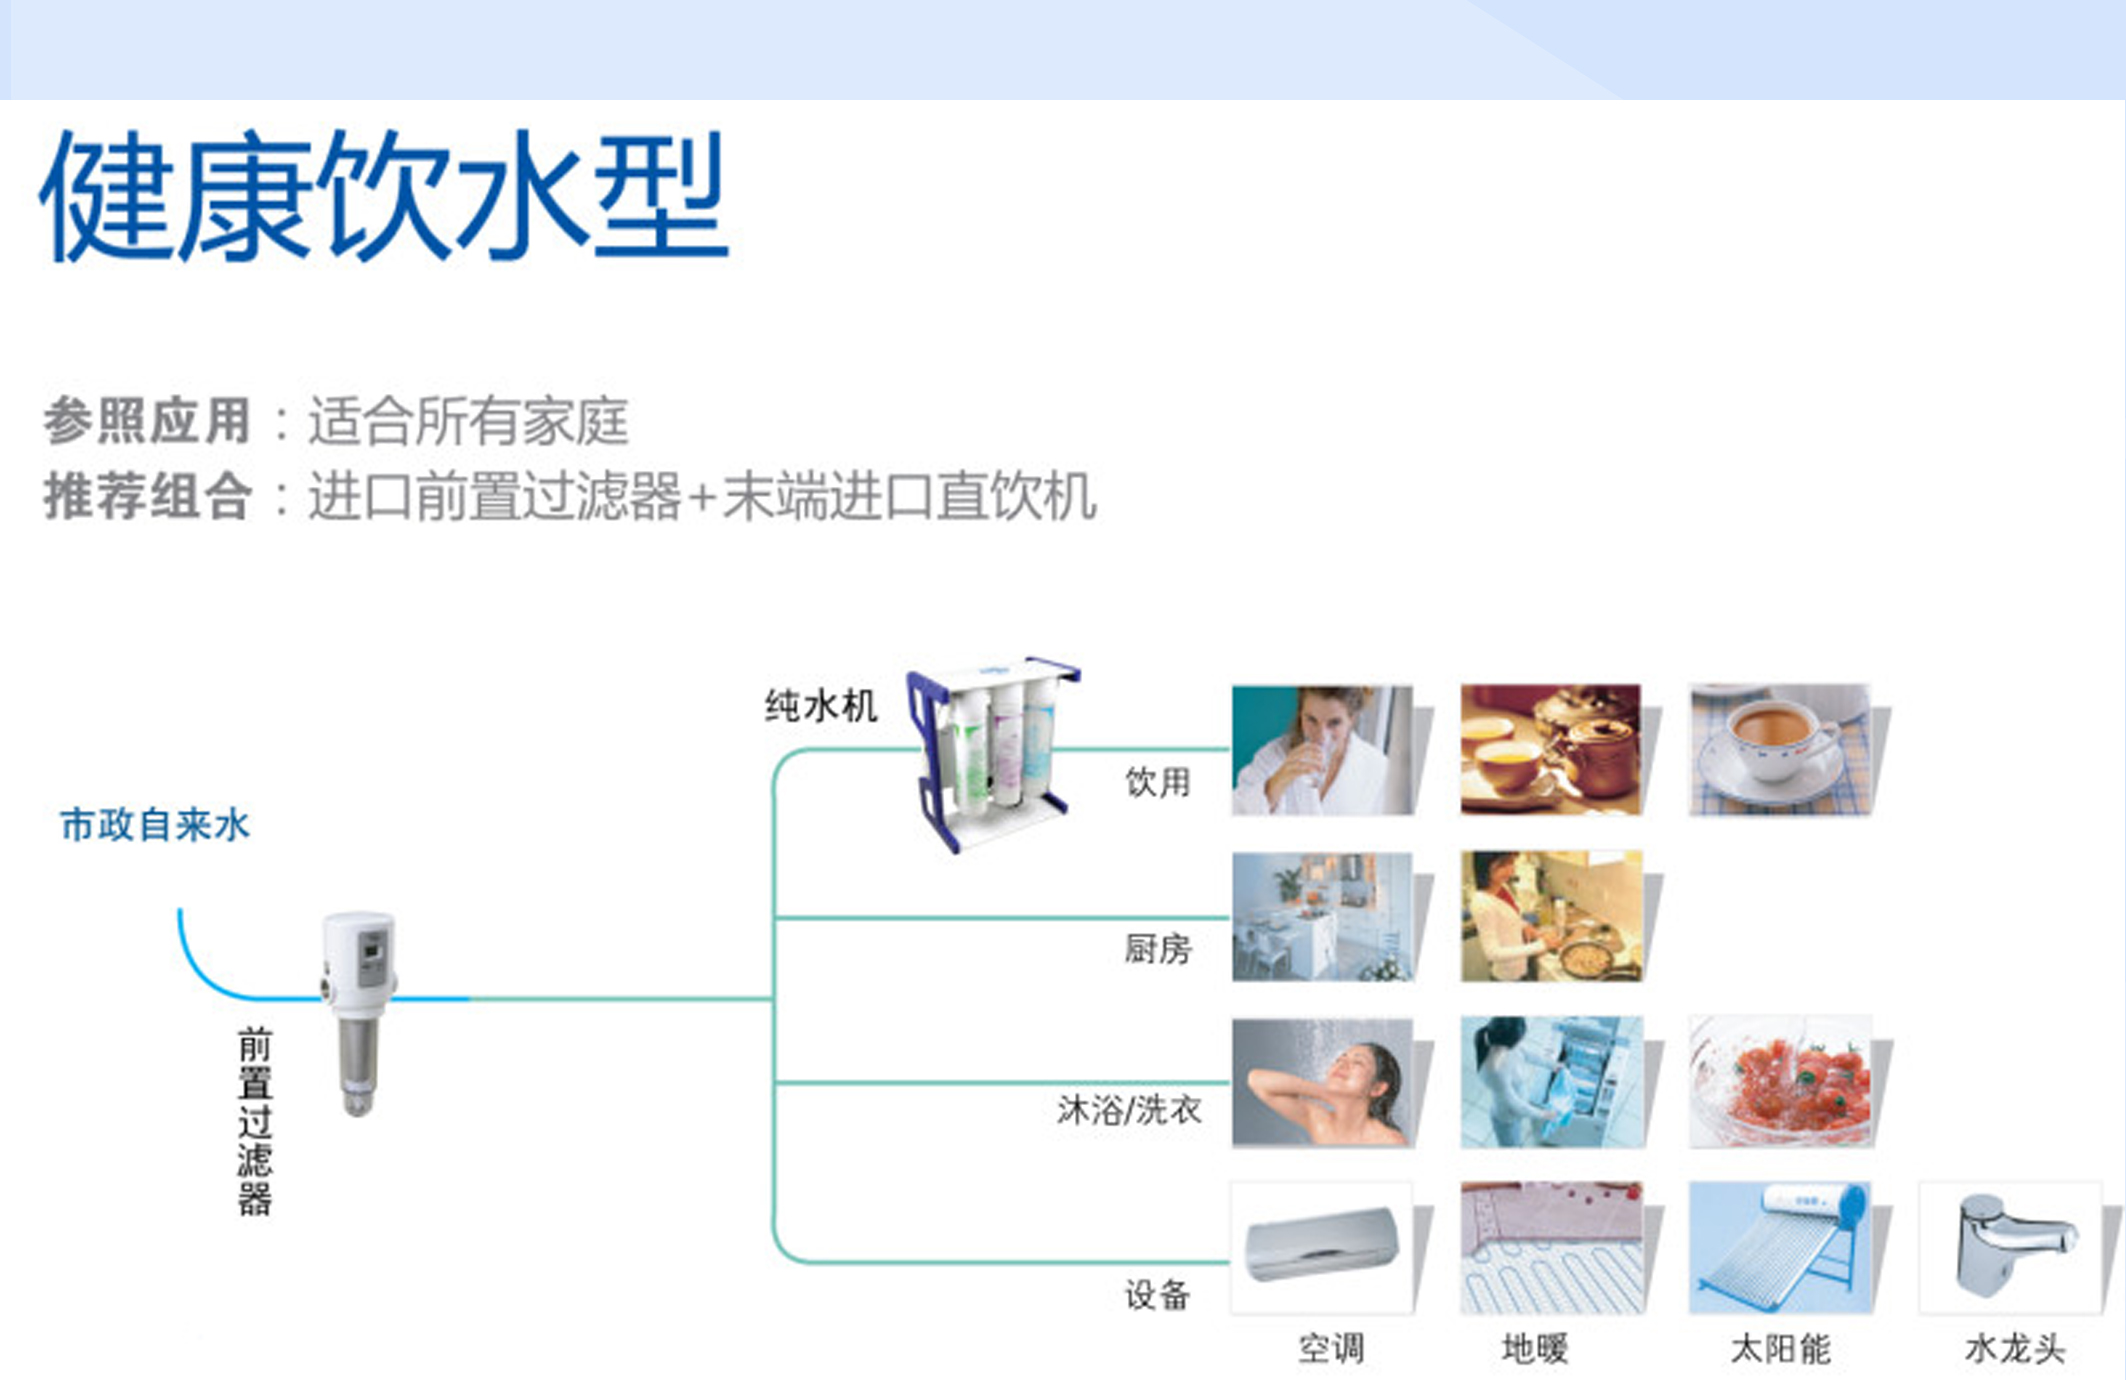 健康饮水型
参照应用：适合所有家庭
推荐组合：进口前置过滤器+末端进口直饮机
纯水机
饮用
市政自来水
厨房
前置过滤器
沐浴/洗衣
设备
空调
地暖
太阳能
水龙头